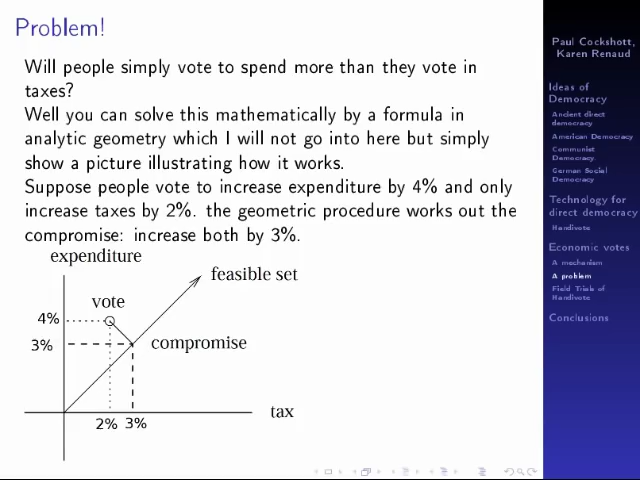 Problem!
Will people simply vote to spend more than they vote in
taxes?
Well you can solve this mathematically by a formula in
analytic geometry which I will not go into here but simply
show a picture illustrating how it works.
Suppose people vote to increase expenditure by 4% and only
increase taxes by 2%. the geometric procedure works out the
compromise: increase both by 3%.
expenditure
feasible set
vote
4%
3%
compromise
tax
2% 3%
Paul Cockshott,
Karen Renaud
Ideas of
Democracy
Ancient direct
democracy
American Democracy
Communist
Democracy.
German Social
Democracy
Technology for
direct democracy
Handivote
Economic votes
A mechanism
A problem
Field Trials of
Handivote
Conclusions